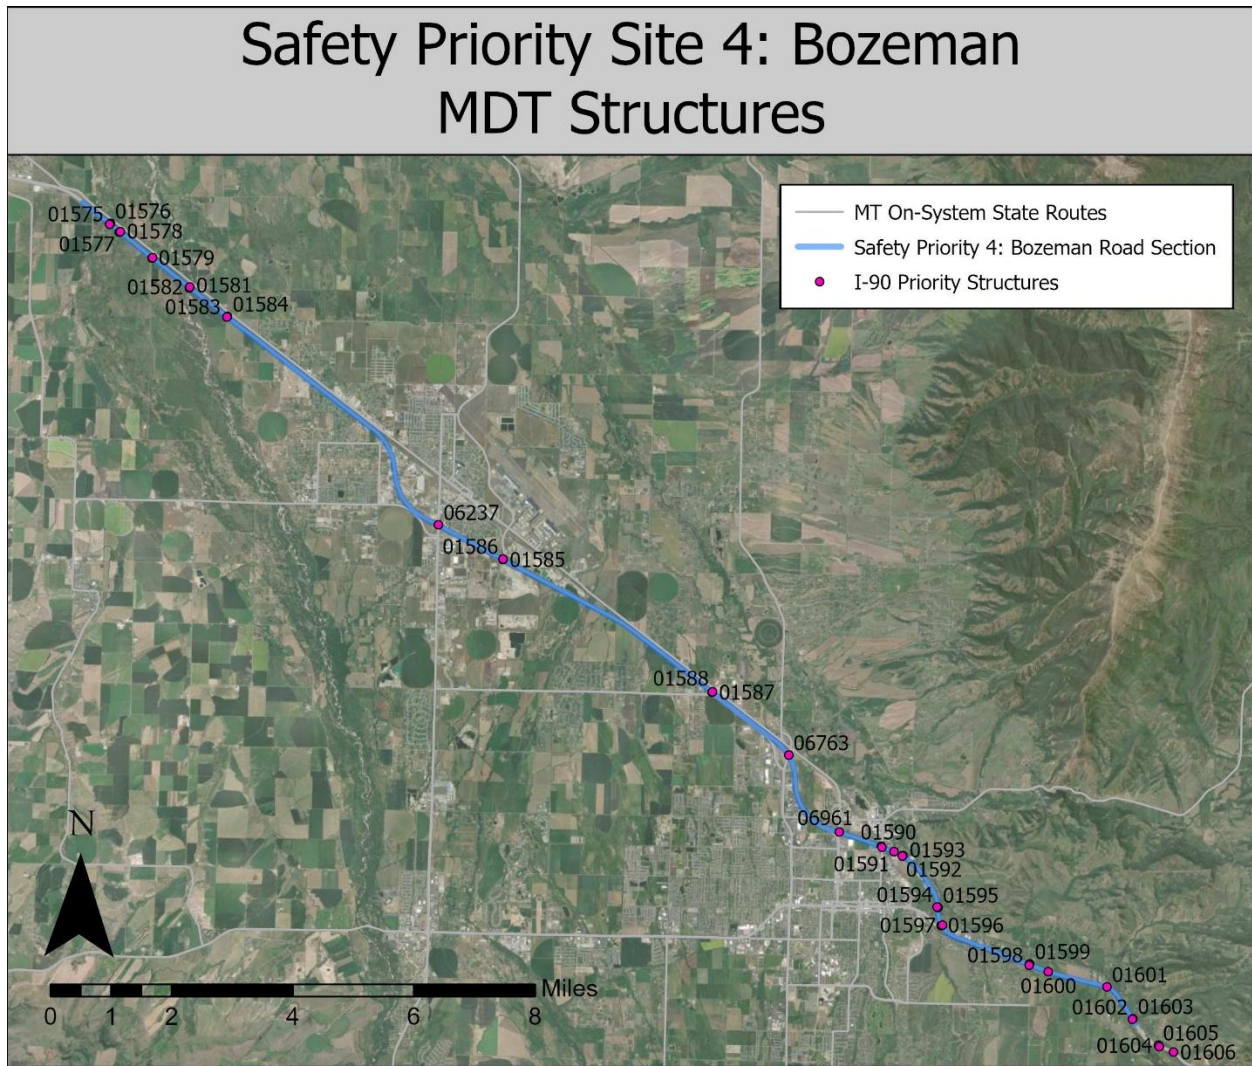 Safety Priority Site 4: Bozeman
MDT Structures
MT On-System State Routes
Safety Priority 4: Bozeman Road Section
I-90 Priority Structures
01575 01576
01577 01578
01579
01582 01581
01583 01584
06237
01586 01585
01588 01587
06763
06961
01590
01591
01593
01592
01594 01595
01597 01596
01598 01599
01600
01601
01602 01603
01604 01605
01606
N
Miles
0 1 2 4 6 8